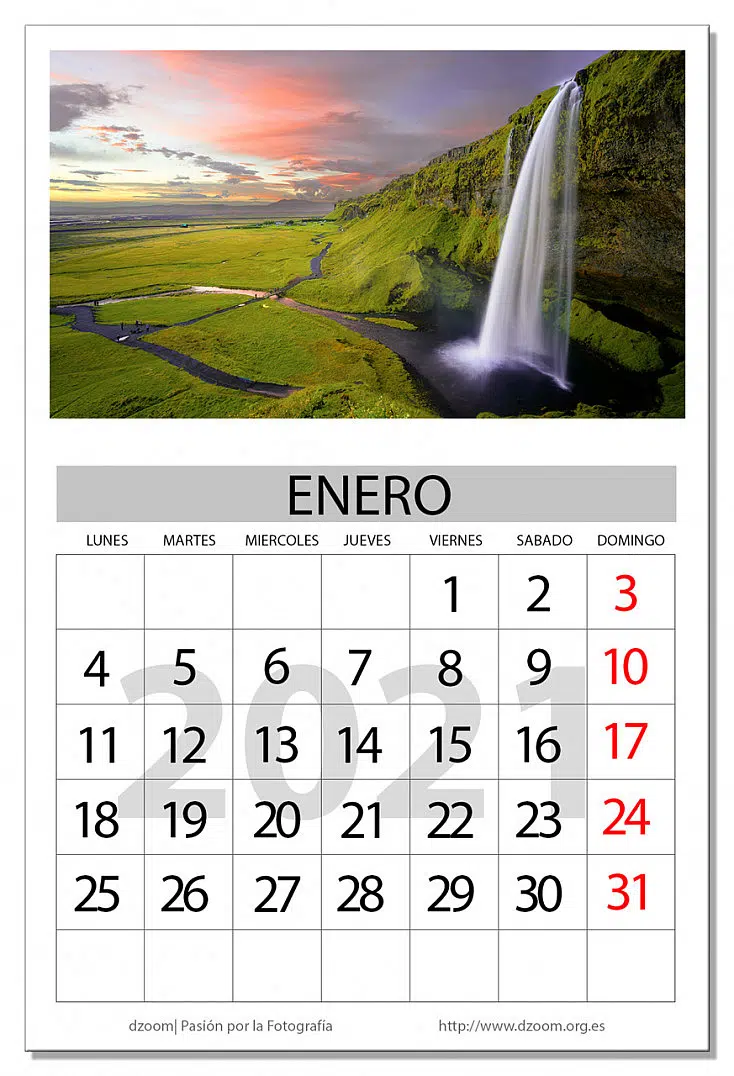 ENERO
LUNES MARTES MIERCOLES JUEVES VIERNES SABADO DOMINGO
1 2 3
4 5 6 7 8 9 10
2021
11 12 13 14 15 16 17
18 19 20 21 22 23 24
25 26 27 28 29 30 31
dzoom| Pasión por la Fotografía http://www.dzoom.org.es